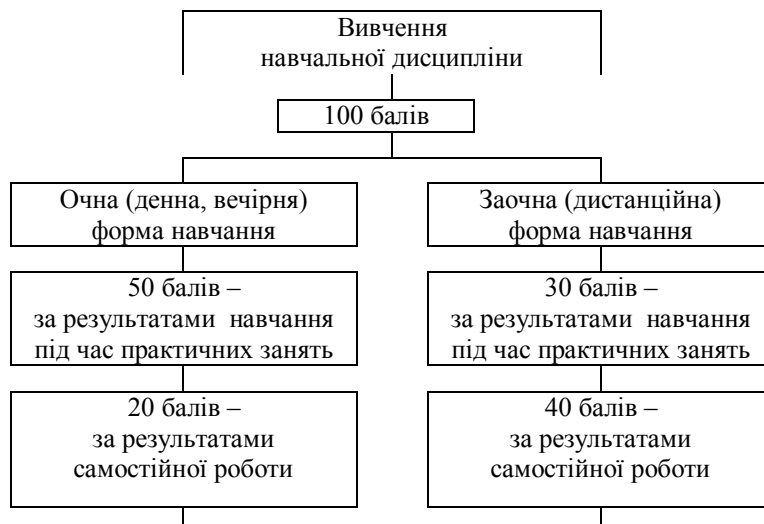 Вивчення
навчальної дисципліни
100 балів
Очна (денна, вечірня)
форма навчання
Заочна (дистанційна)
форма навчання
50 балів –
за результатами навчання
під час практичних занять
30 балів –
за результатами навчання
під час практичних занять
20 балів –
за результатами
самостійної роботи
40 балів –
за результатами
самостійної роботи